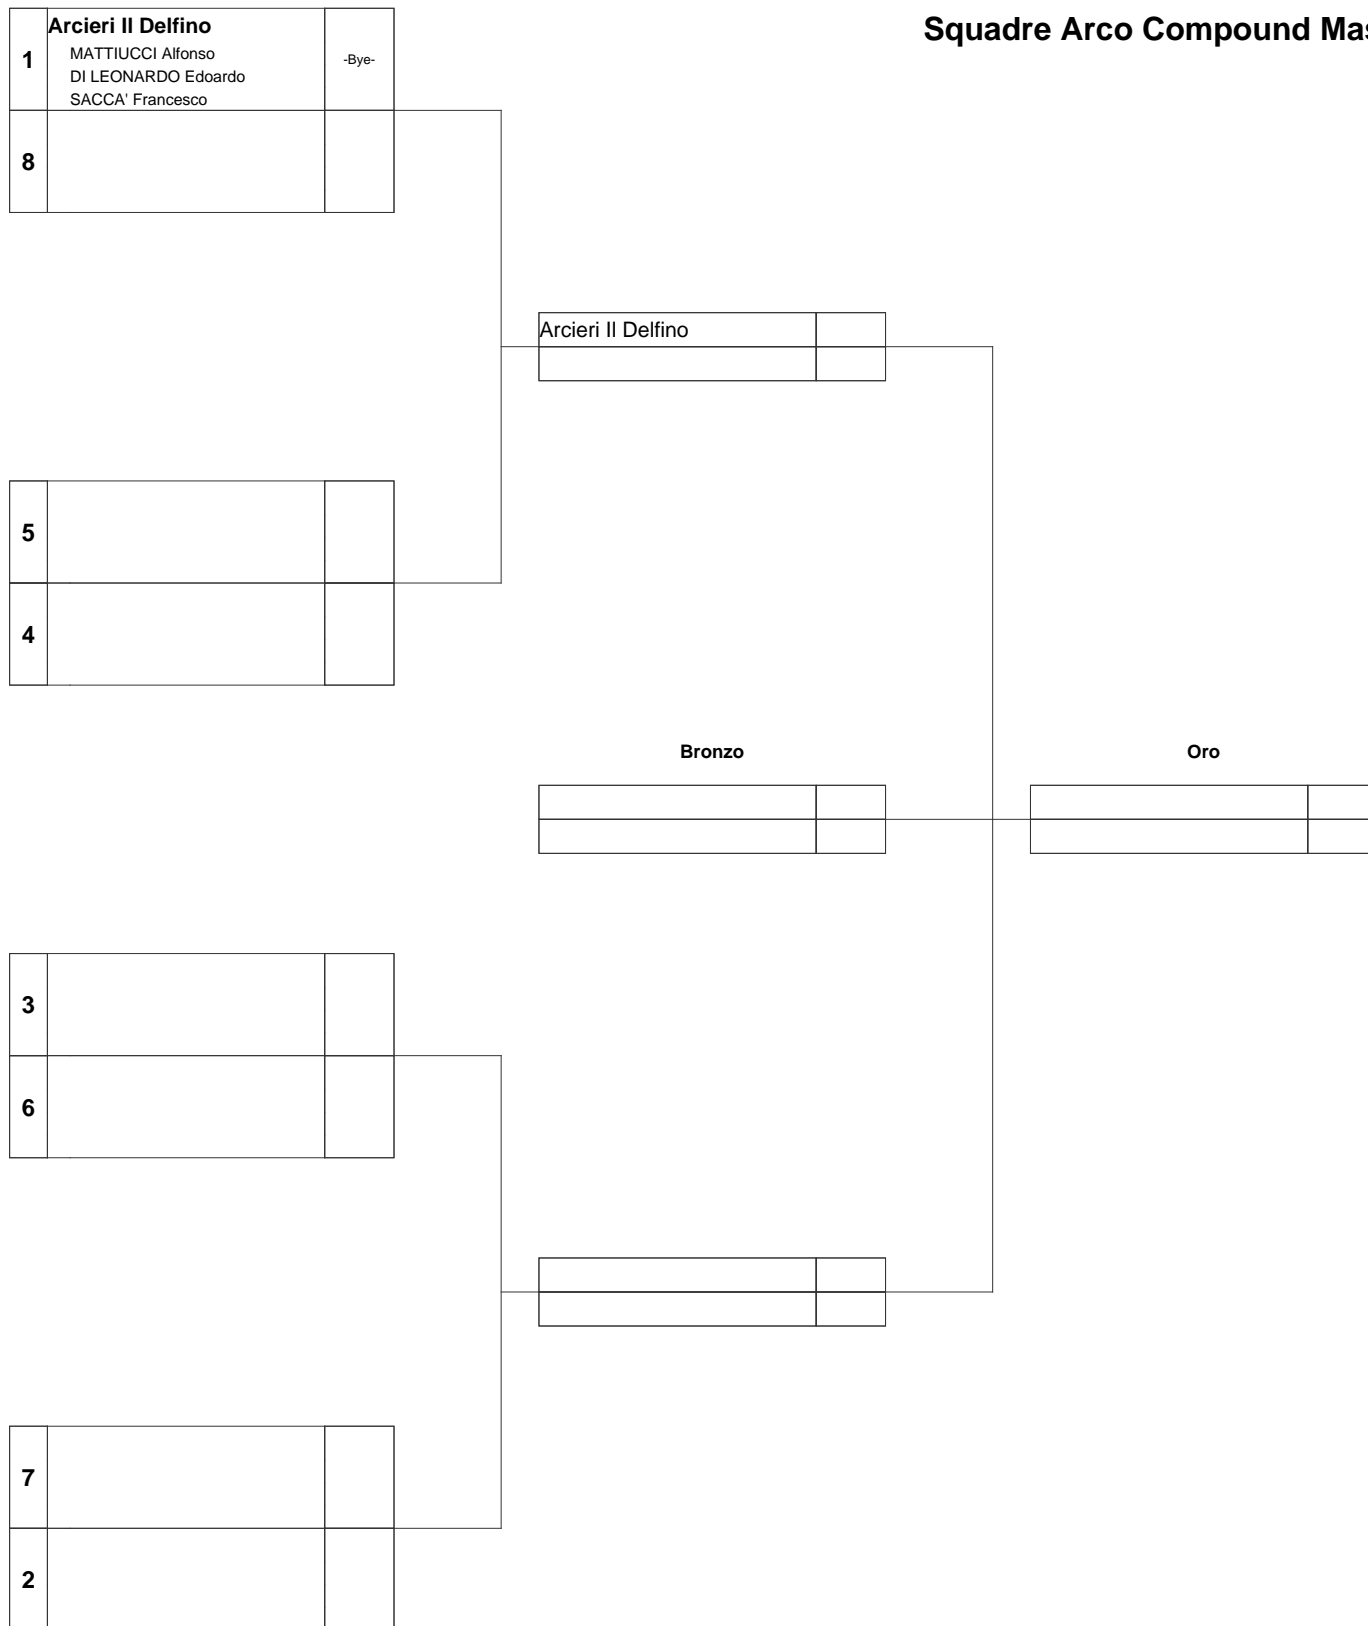 Squadre Arco Compound Mas
1
Arcieri Il Delfino
MATTIUCCI Alfonso
DI LEONARDO Edoardo
SACCA' Francesco
-Bye-
8
Arcieri Il Delfino
5
4
Bronzo
Oro
3
6
7
2